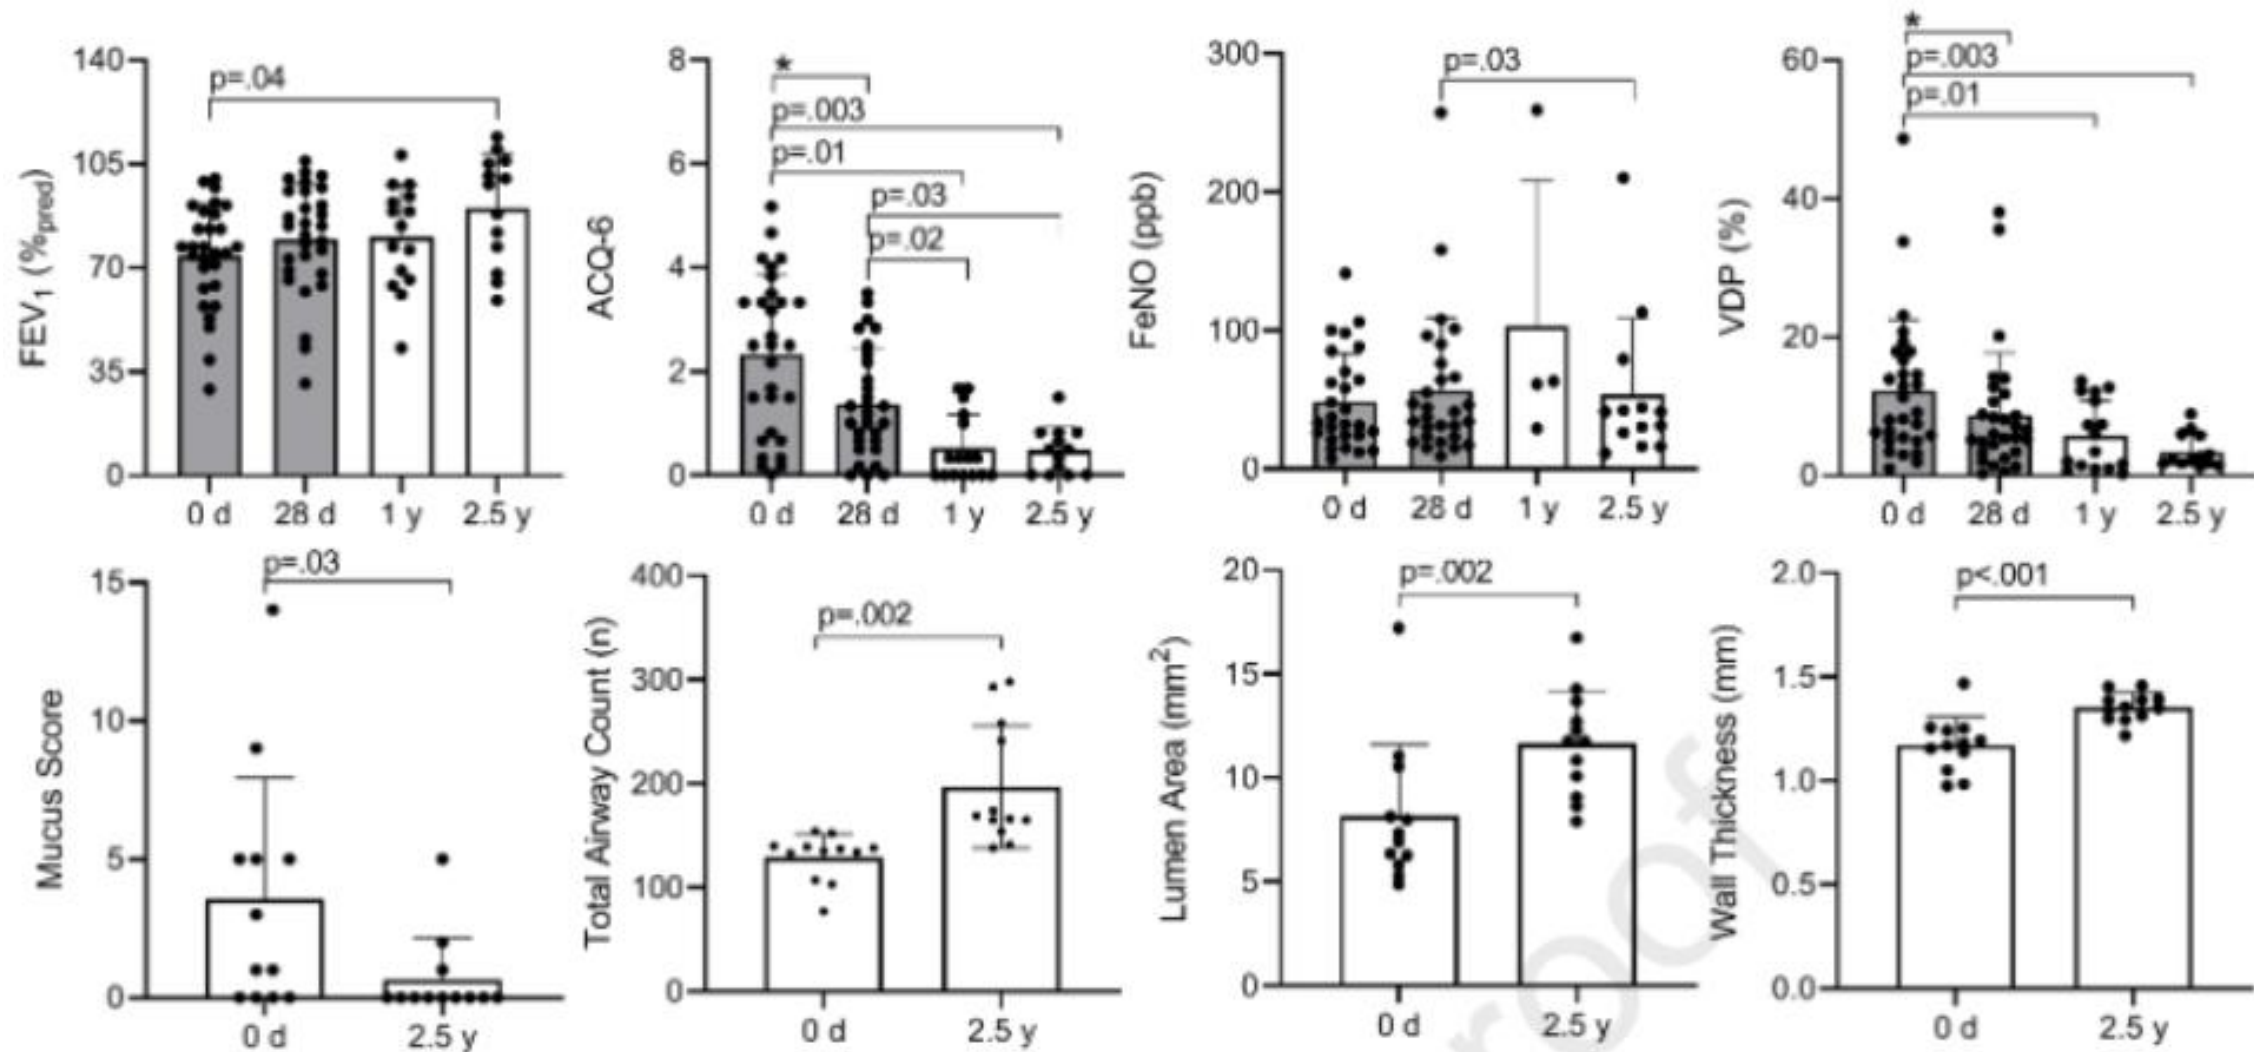 140
105
70
35
0
FEV1 (%pred)
p=.04
0 d
28 d
1 y
2.5 y
8
6
4
2
0
ACQ-6
*
p=.003
p=.01
p=.03
p=.02
0 d
28 d
1 y
2.5 y
300
200
100
0
FeNO (ppb)
p=.03
0 d
28 d
1 y
2.5 y
60
40
20
0
VDP (%)
*
p=.003
p=.01
0 d
28 d
1 y
2.5 y
15
10
5
0
Mucus Score
p=.03
0 d
2.5 y
400
300
200
100
0
Total Airway Count (n)
p=.002
0 d
2.5 y
20
15
10
5
0
Lumen Area (mm²)
p=.002
0 d
2.5 y
2.0
1.5
1.0
0.5
0.0
Wall Thickness (mm)
p<.001
0 d
2.5 y
roof